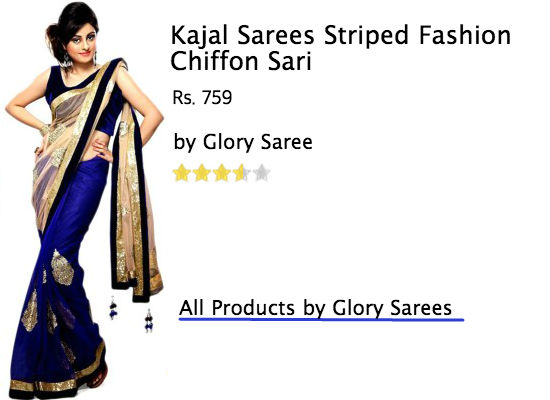 Kajal Sarees Striped Fashion
Chiffon Sari
Rs. 759
by Glory Saree
All Products by Glory Sarees